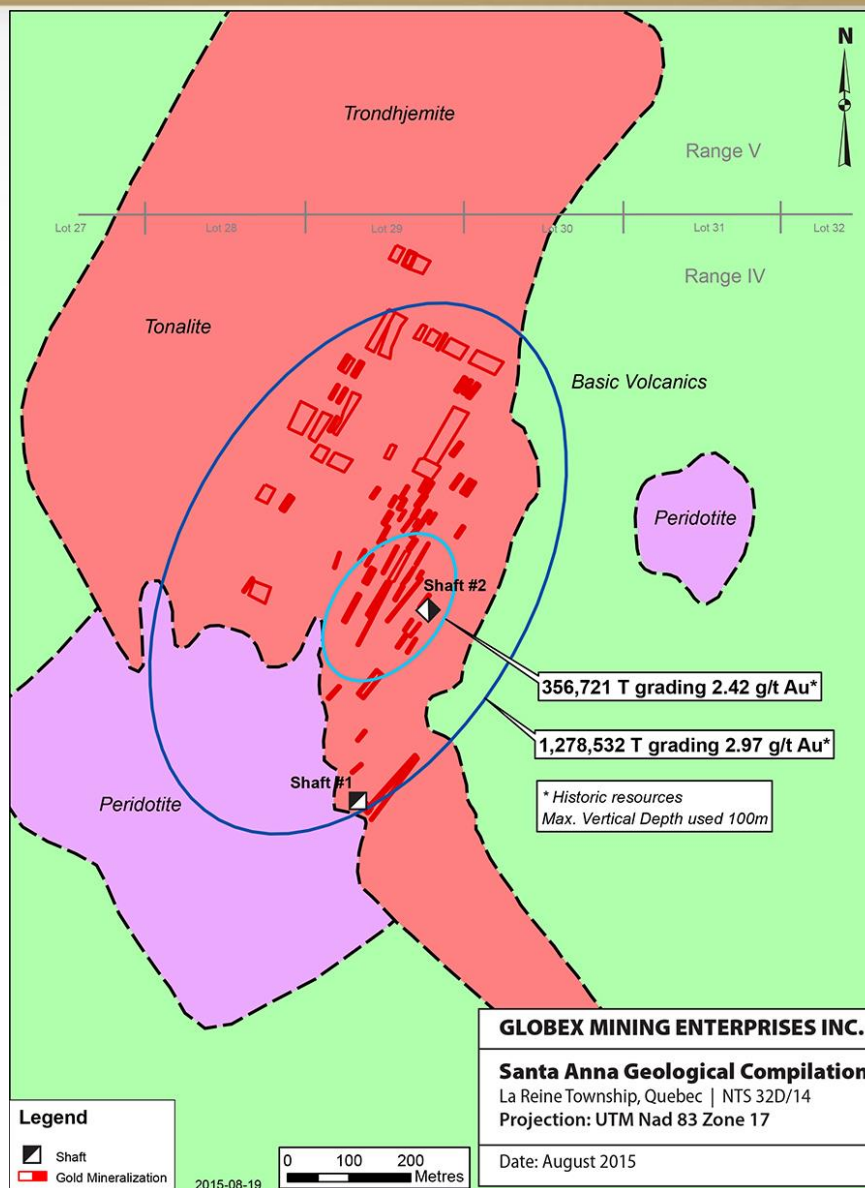 N
Trondhjemite
Range V
Lot 27
Lot 28
Lot 29
Lot 30
Lot 31
Lot 32
Range IV
Tonalite
Basic Volcanics
Peridotite
Shaft #2
356,721 T grading 2.42 g/t Au*
1,278,532 T grading 2.97 g/t Au*
Shaft #1
Peridotite
* Historic resources
Max. Vertical Depth used 100m
GLOBEX MINING ENTERPRISES INC.
Santa Anna Geological Compilation
La Reine Township, Quebec | NTS 32D/14
Projection: UTM Nad 83 Zone 17
Date: August 2015
Legend
Shaft
Gold Mineralization
2015-08-19
0 100 200
Metres